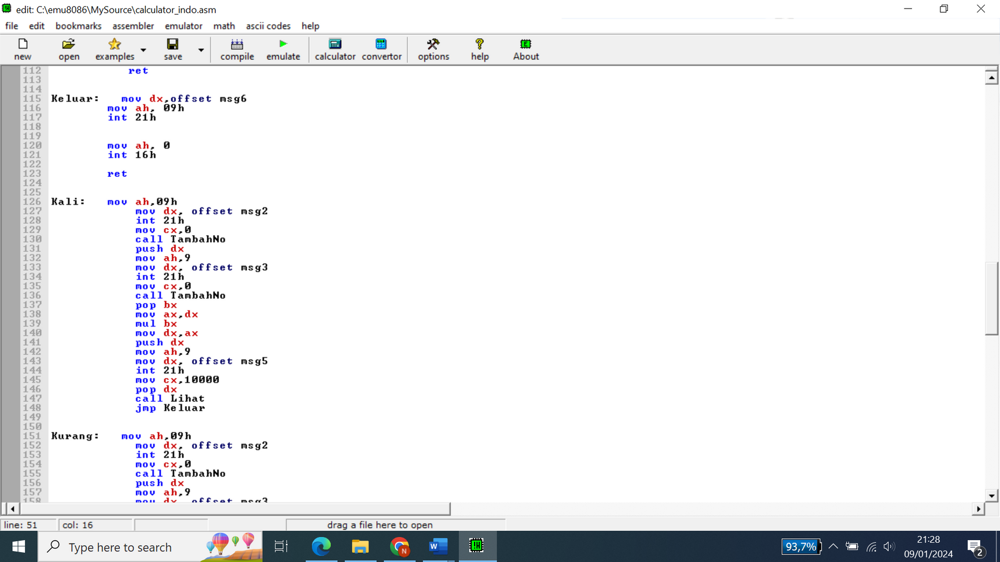 edit: C:\emu8086\MySource\calculator_indo.asm
file edit bookmarks assembler emulator math ascii codes help
new open examples save compile emulate calculator convertor options help About
112 ret
113
114
115 Keluar: mov dx,offset msg6
116 mov ah, 09h
117 int 21h
118
119
120 mov ah, 0
121 int 16h
122
123 ret
124
125
126 Kali: mov ah,09h
127 mov dx, offset msg2
128 int 21h
129 mov cx,0
130 call TambahNo
131 push dx
132 mov ah,9
133 mov dx, offset msg3
134 int 21h
135 mov cx,0
136 call TambahNo
137 pop bx
138 mov ax,dx
139 mul bx
140 mov dx,ax
141 push dx
142 mov ah,9
143 mov dx, offset msg5
144 int 21h
145 mov cx,10000
146 pop dx
147 call Lihat
148 jmp Keluar
149
150
151 Kurang: mov ah,09h
152 mov dx, offset msg2
153 int 21h
154 mov cx,0
155 call TambahNo
156 push dx
157 mov ah,9
158 mov dx, offset msg3
line: 51 col: 16 drag a file here to open
Type here to search
93,7%
21:28
09/01/2024
2